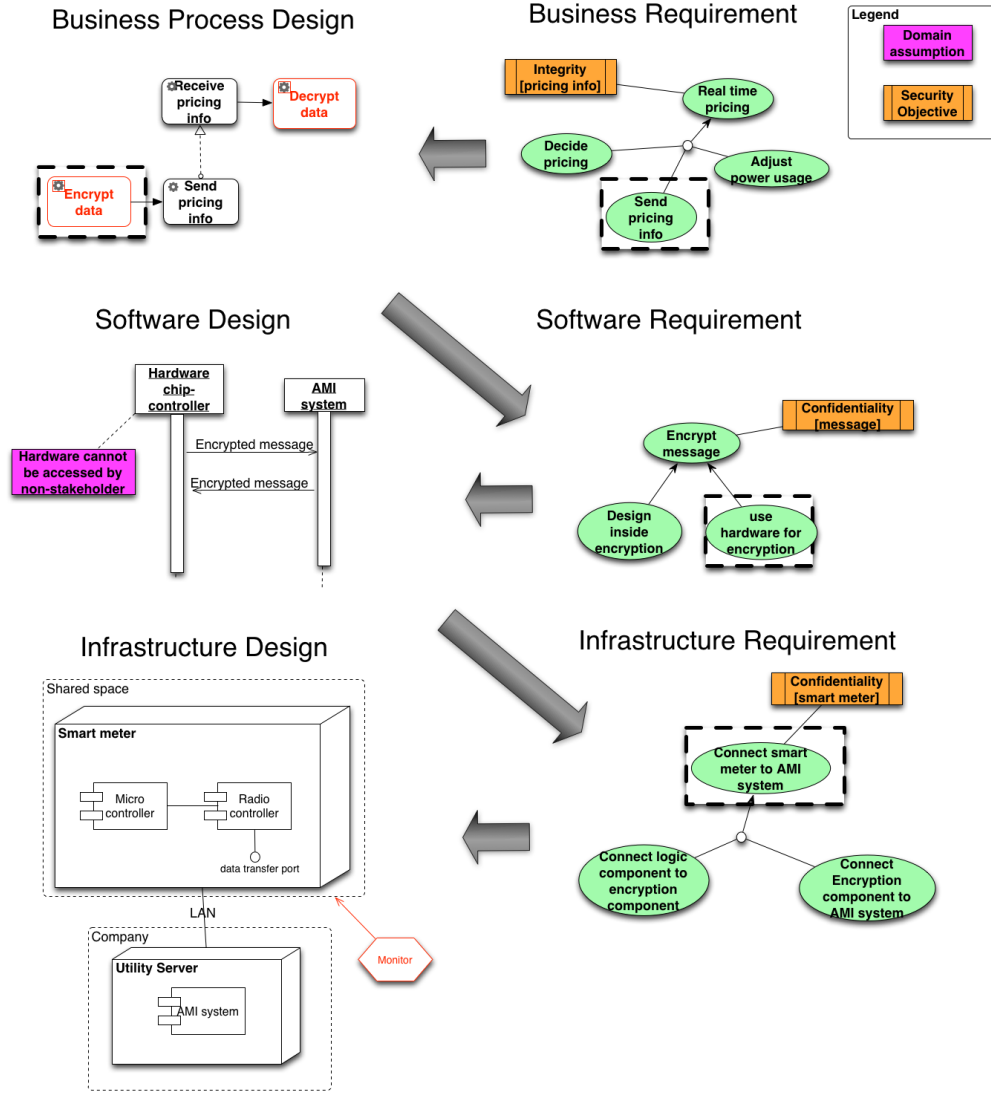 Business Process Design
Business Requirement
Legend
Domain
assumption
Security
Objective
Receive
pricing
info
Decrypt
data
Encrypt
data
Send
pricing
info
Integrity
[pricing info]
Real time
pricing
Decide
pricing
Adjust
power usage
Send
pricing
info
Software Design
Software Requirement
Hardware
chip-
controller
AMI
system
Encrypted message
Encrypted message
Hardware cannot
be accessed by
non-stakeholder
Confidentiality
[message]
Encrypt
message
Design
inside
encryption
use
hardware for
encryption
Infrastructure Design
Infrastructure Requirement
Shared space
Smart meter
Micro
controller
Radio
controller
data transfer port
LAN
Company
Utility Server
AMI system
Monitor
Confidentiality
[smart meter]
Connect smart
meter to AMI
system
Connect logic
component to
encryption
component
Connect
Encryption
component to
AMI system